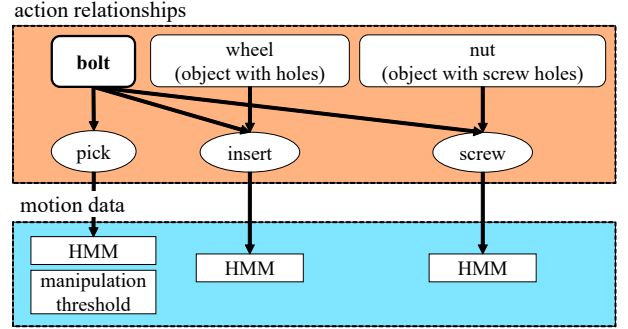 action relationships
bolt
wheel
(object with holes)
nut
(object with screw holes)
pick
insert
screw
motion data
HMM
manipulation
threshold
HMM
HMM